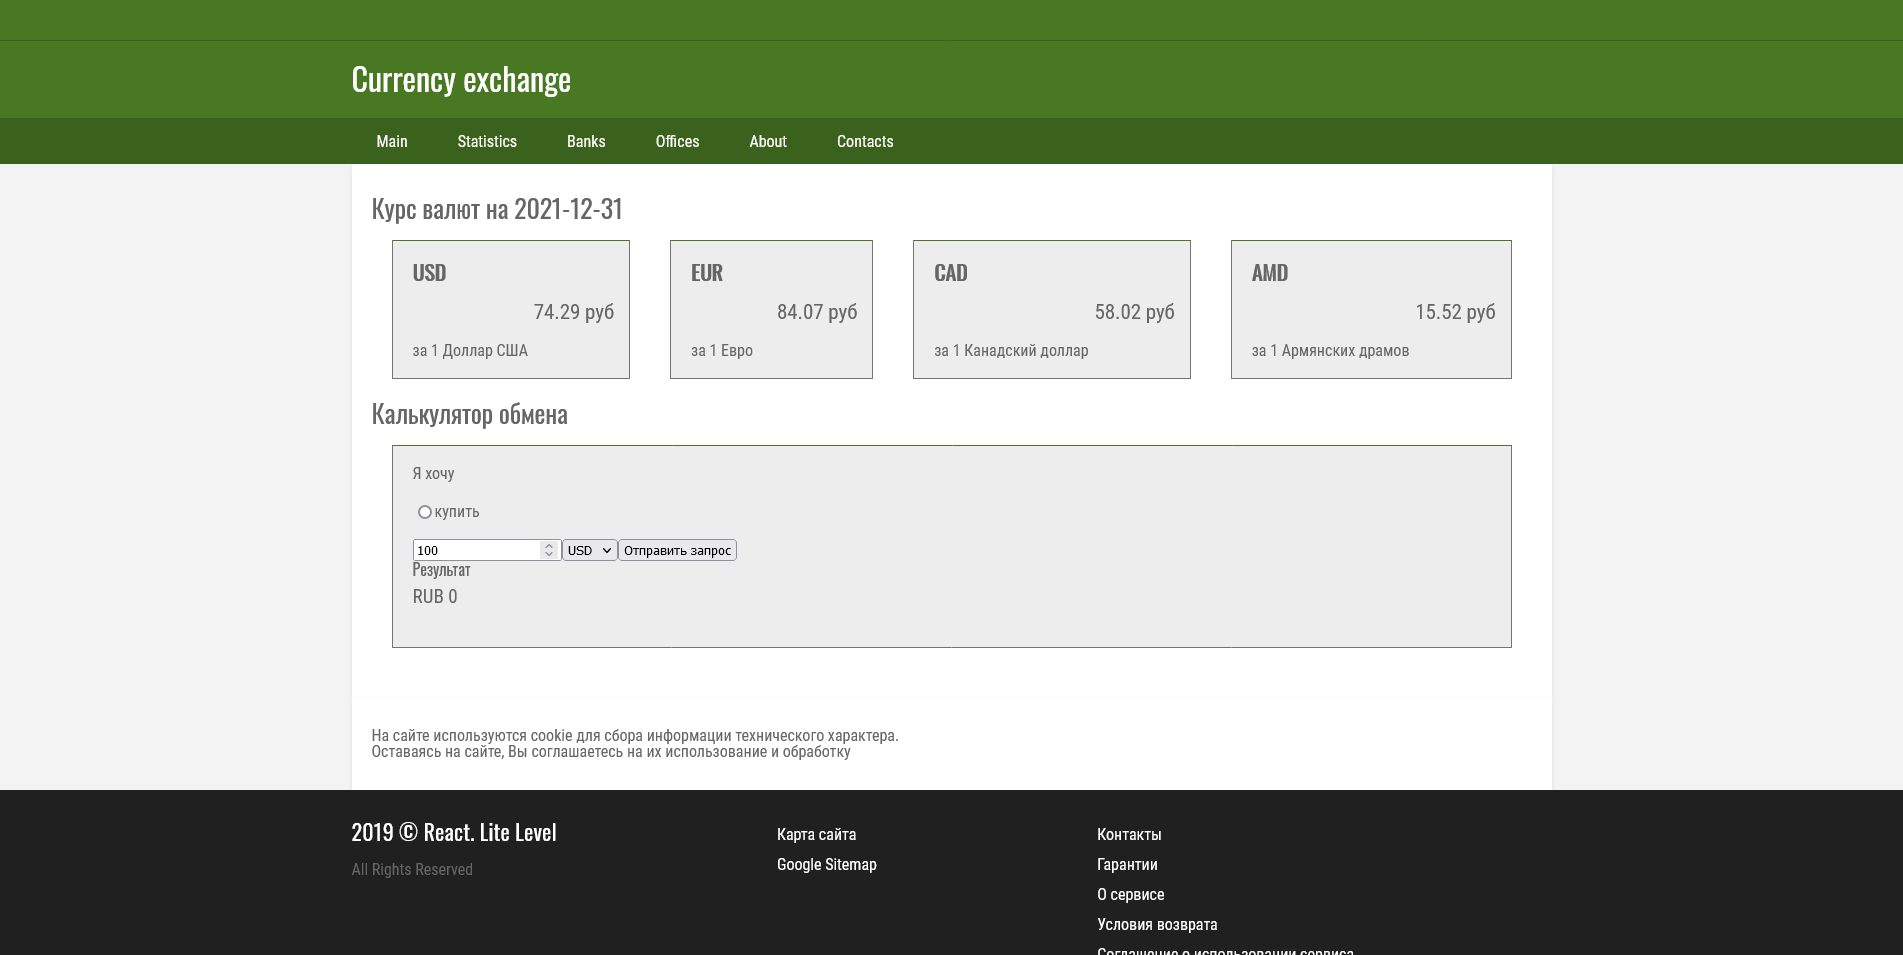 Currency exchange
Main Statistics Banks Offices About Contacts
Курс валют на 2021-12-31
USD
74.29 руб
за 1 Доллар США
EUR
84.07 руб
за 1 Евро
CAD
58.02 руб
за 1 Канадский доллар
AMD
15.52 руб
за 1 Армянских драмов
Калькулятор обмена
Я хочу
купить
100 USD Отправить запрос
Результат
RUB 0
На сайте используются cookie для сбора информации технического характера.
Оставаясь на сайте, Вы соглашаетесь на их использование и обработку
2019 © React. Lite Level
All Rights Reserved
Карта сайта
Google Sitemap
Контакты
Гарантии
О сервисе
Условия возврата
Соглашение о использовании сервиса